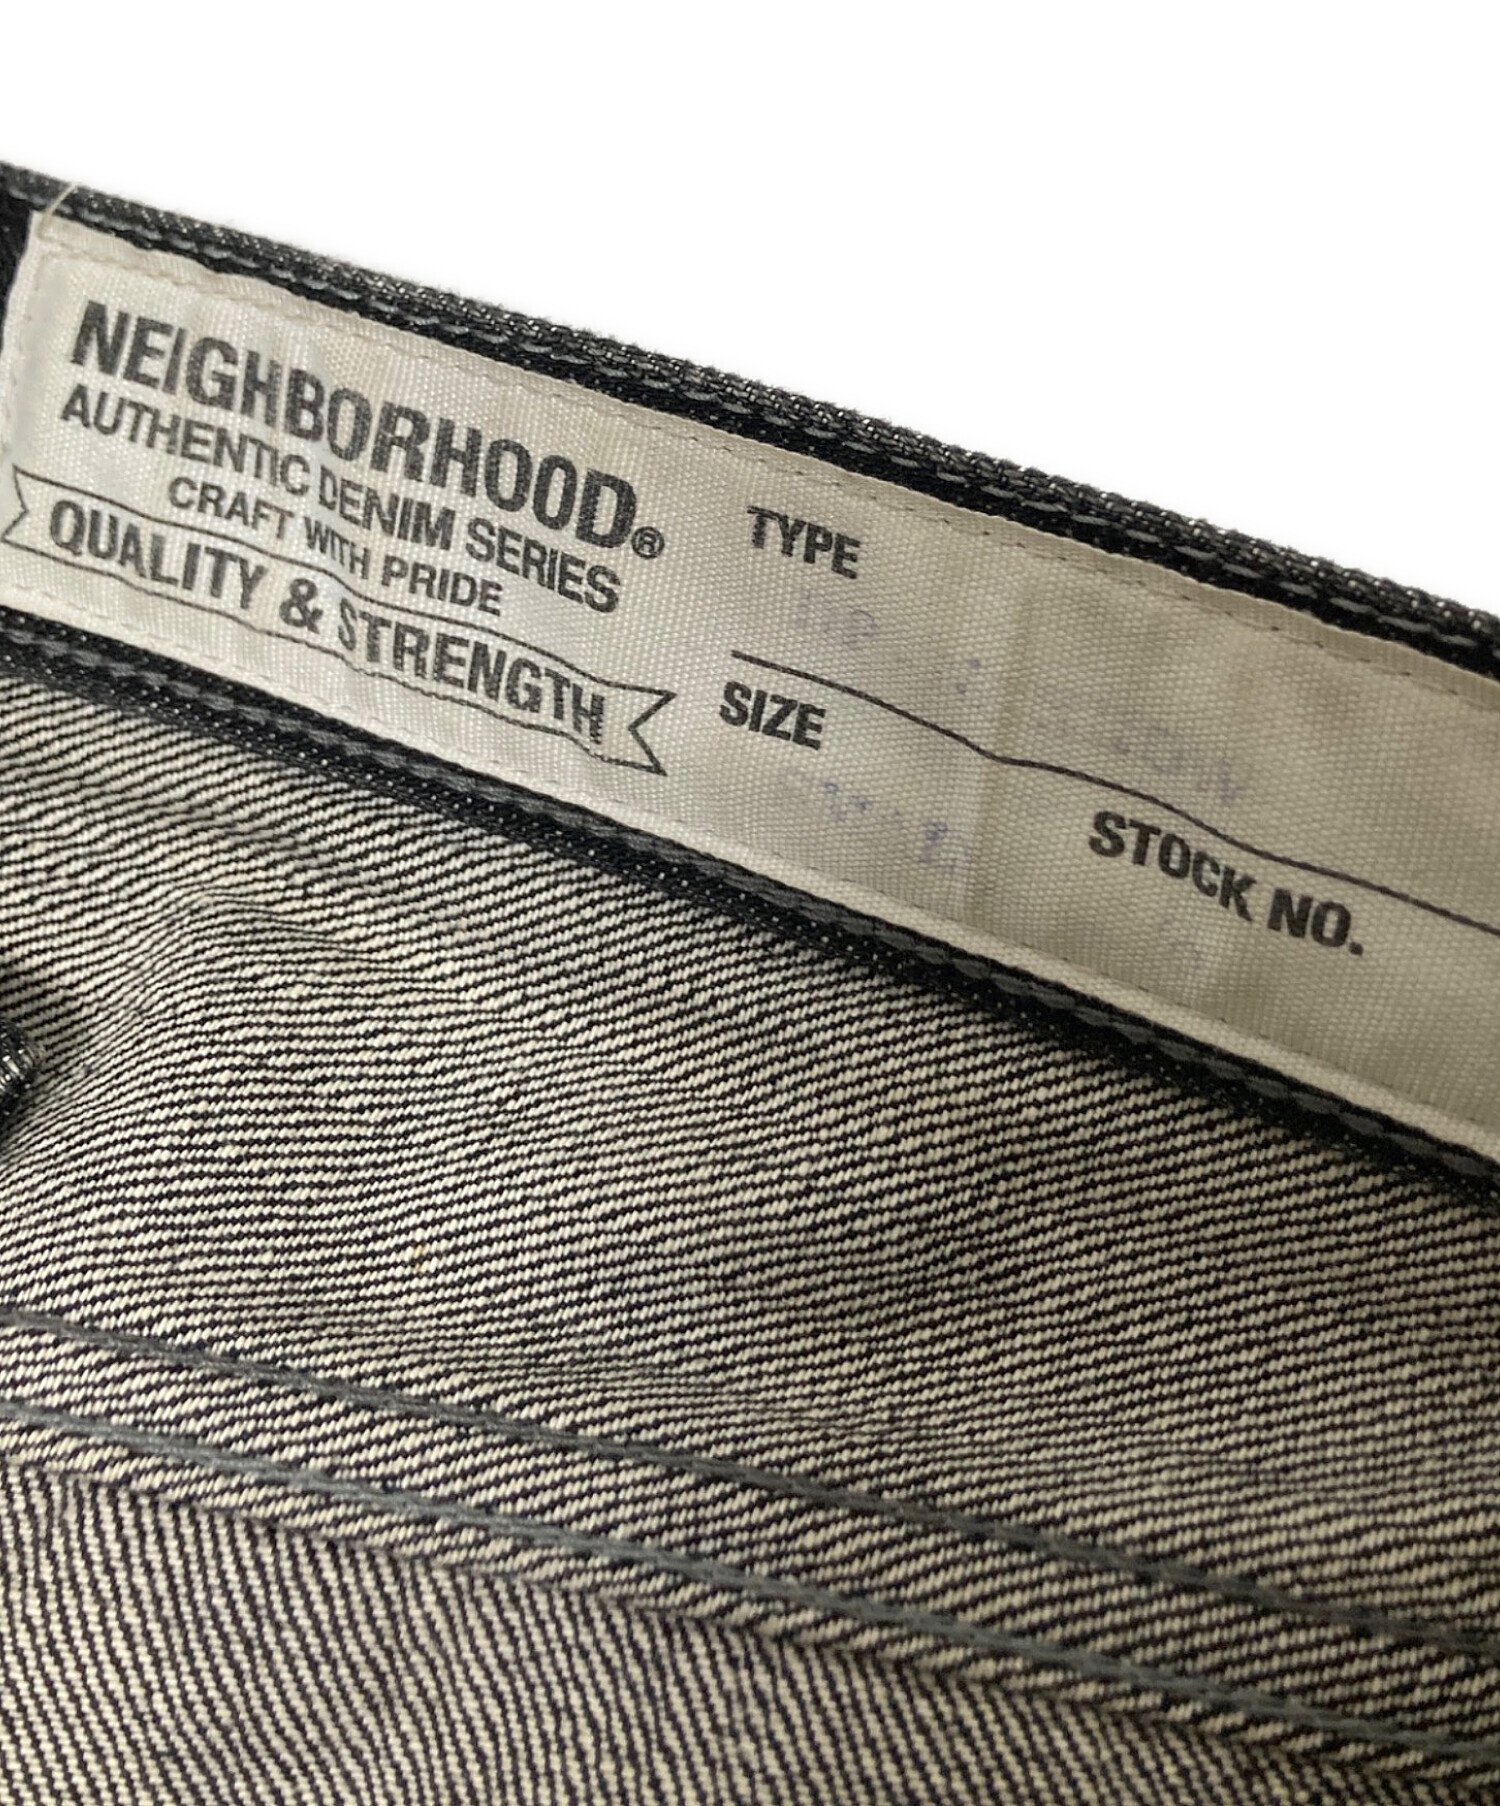 NEIGHBORHOOD®
AUTHENTIC DENIM SERIES
CRAFT WITH PRIDE
QUALITY & STRENGTH
TYPE
SIZE
STOCK NO.